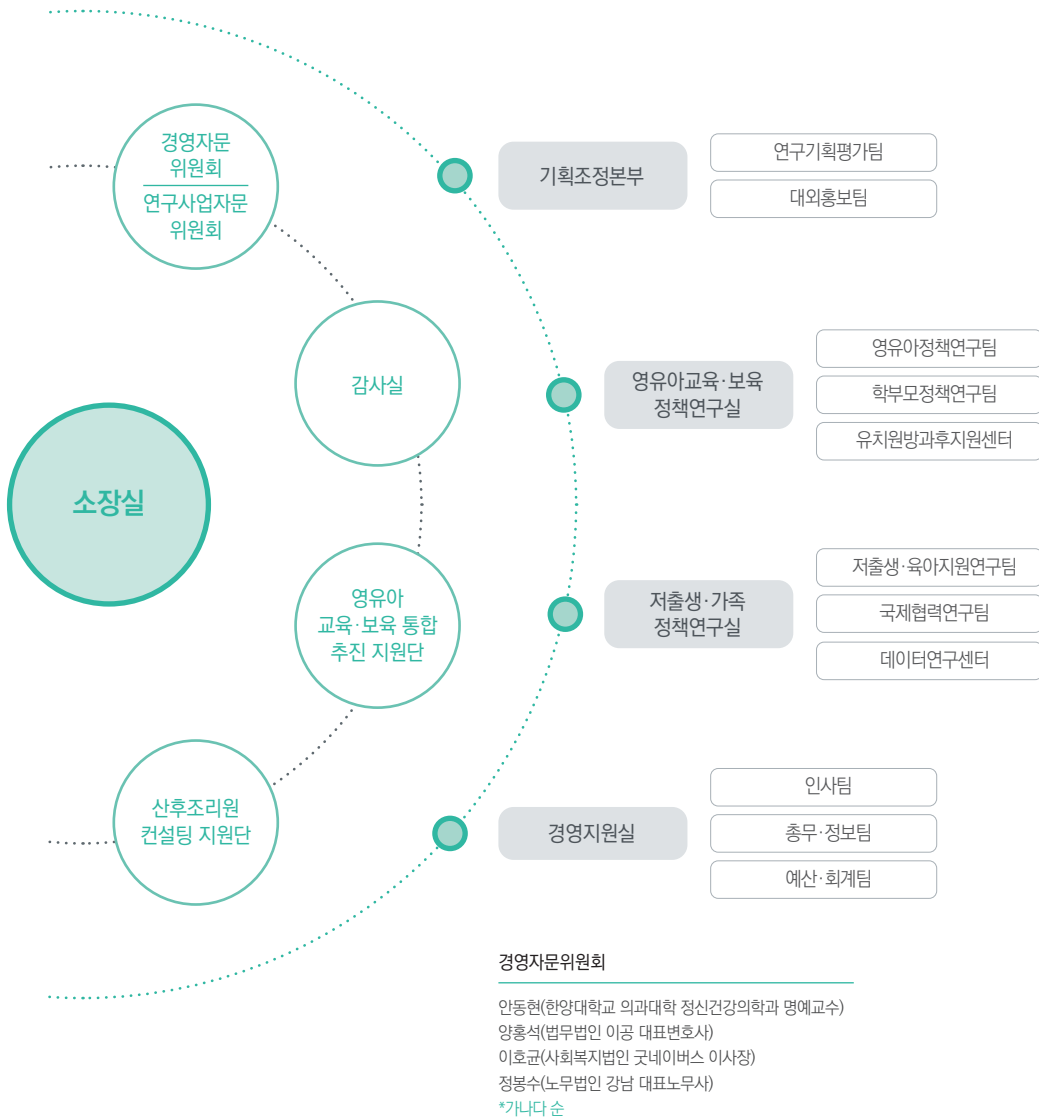 경영자문
위원회
연구사업자문
위원회
감사실
소장실
영유아
교육·보육 통합
추진 지원단
산후조리원
컨설팅 지원단
기획조정본부
연구기획평가팀
대외홍보팀
영유아교육·보육
정책연구실
영유아정책연구팀
학부모정책연구팀
유치원방과후지원센터
저출생·가족
정책연구실
저출생·육아지원연구팀
국제협력연구팀
데이터연구센터
경영지원실
인사팀
총무·정보팀
예산·회계팀
경영자문위원회
안동현(한양대학교 의과대학 정신건강의학과 명예교수)
양홍석(법무법인 이공 대표변호사)
이호균(사회복지법인 굿네이버스 이사장)
정봉수(노무법인 강남 대표노무사)
*가나다 순